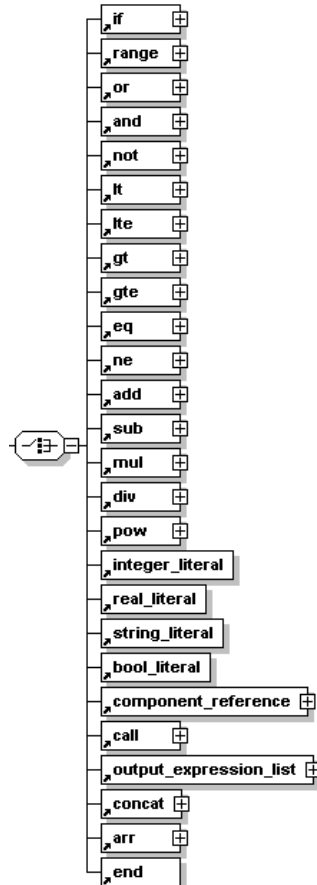 if
range
or
and
not
lt
lte
gt
gte
eq
ne
add
sub
mul
div
pow
integer_literal
real_literal
string_literal
bool_literal
component_reference
call
output_expression_list
concat
arr
end